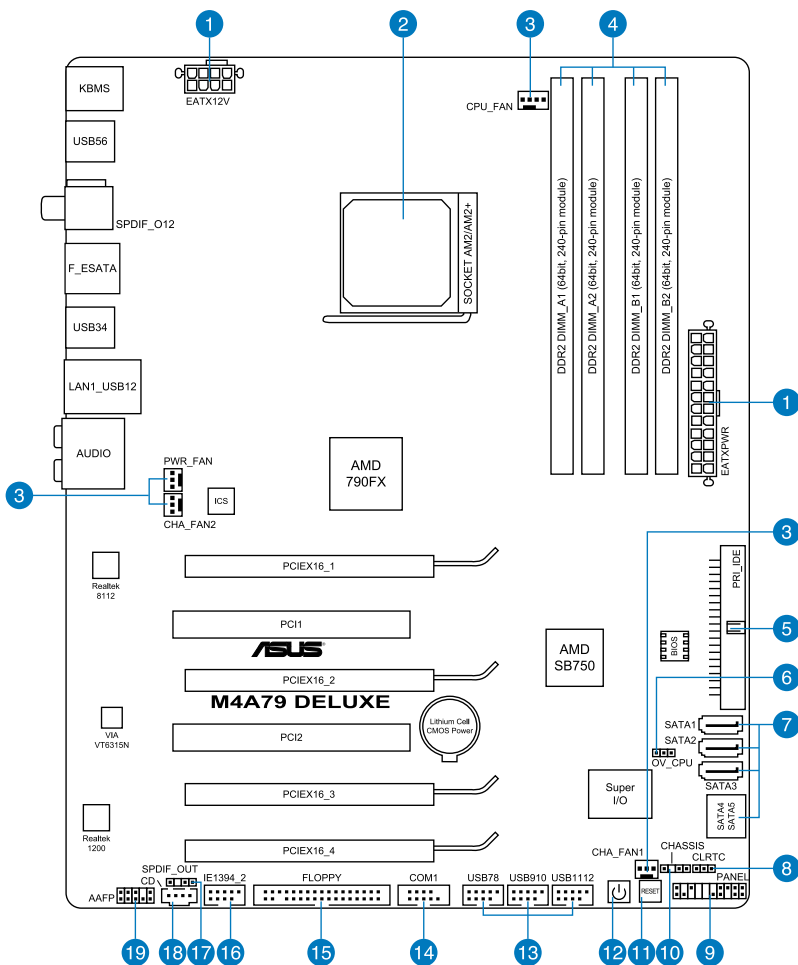 1
2
3
4
KBMS
EATX12V
CPU_FAN
USB56
SPDIF_O12
SOCKET AM2/AM2+
DDR2 DIMM_A1 (64bit, 240-pin module)
DDR2 DIMM_A2 (64bit, 240-pin module)
DDR2 DIMM_B1 (64bit, 240-pin module)
DDR2 DIMM_B2 (64bit, 240-pin module)
F_ESATA
USB34
LAN1_USB12
1
EATXPWR
AUDIO
PWR_FAN
3
CHA_FAN2
ICS
AMD
790FX
3
PRI_IDE
Realtek
8112
PCIEX16_1
PCI1
5
ASUS
AMD
SB750
BIOS
PCIEX16_2
6
M4A79 DELUXE
VIA
VT6315N
PCI2
Lithium Cell
CMOS Power
SATA1
7
SATA2
OV_CPU
SATA3
PCIEX16_3
Super
I/O
SATA4
SATA5
Realtek
1200
PCIEX16_4
CHA_FAN1
CHASSIS
CLRTC
8
SPDIF_OUT
CD
AAFP
IE1394_2
FLOPPY
COM1
USB78
USB910
USB1112
RESET
PANEL
19
18
17
16
15
14
13
12
11
10
9